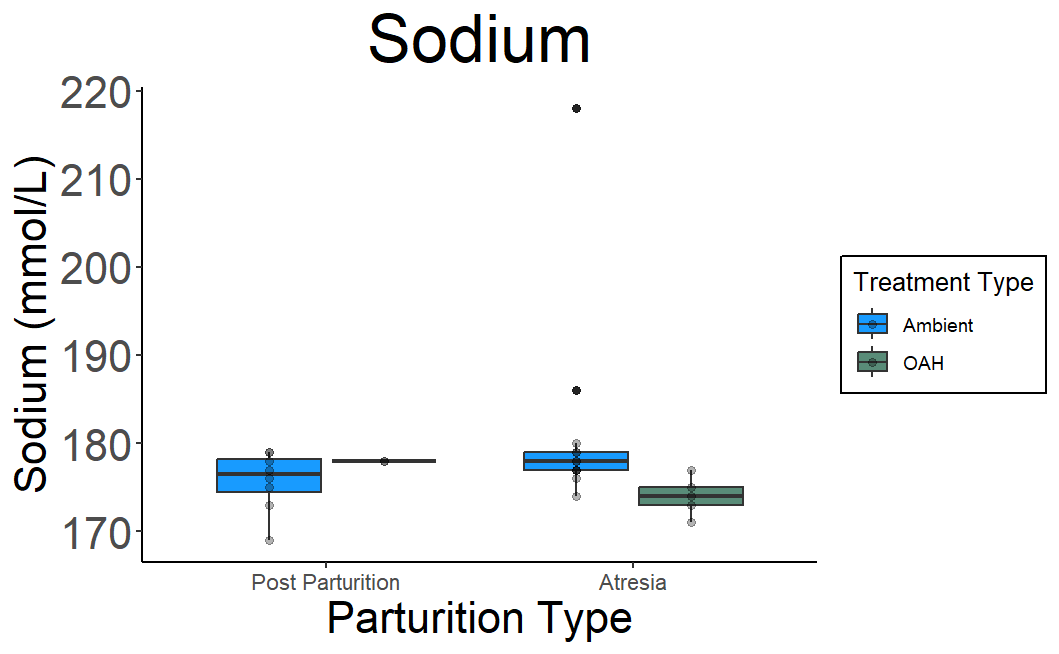 Sodium
Sodium (mmol/L)
220
210
200
190
180
170
Post Parturition
Atresia
Parturition Type
Treatment Type
Ambient
OAH